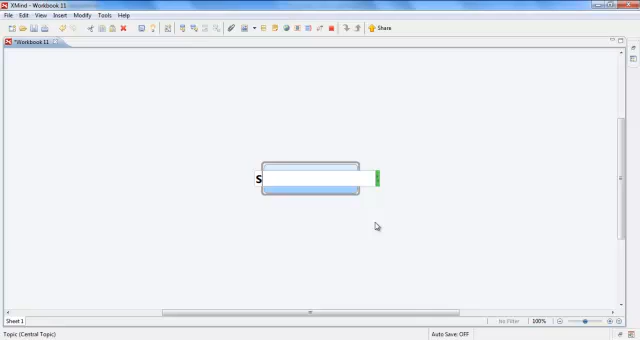 XMind - Workbook 11
File Edit View Insert Modify Tools Help
Share
*Workbook 11
S
Sheet 1
No Filter 100%
Topic (Central Topic) Auto Save: OFF